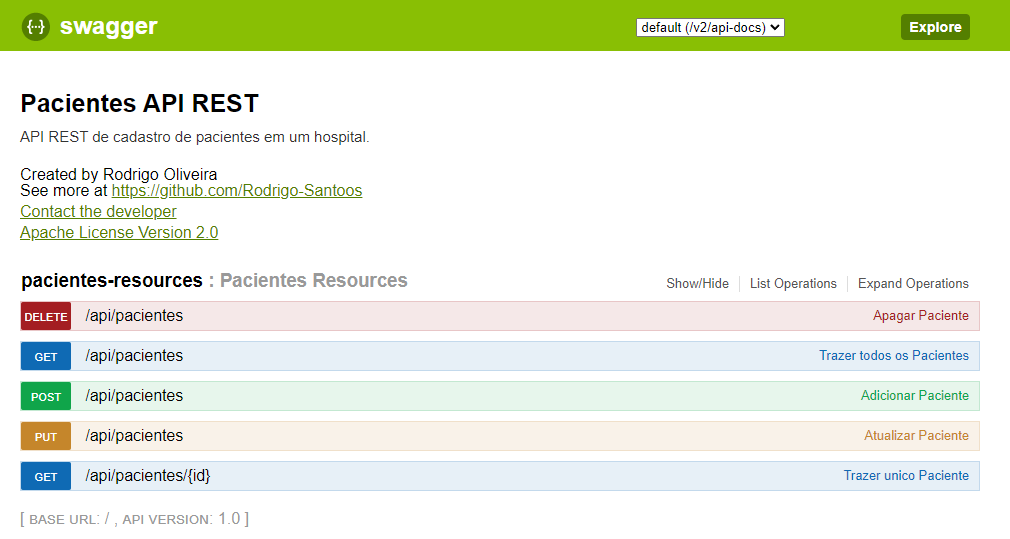 {···} swagger default (/v2/api-docs) Explore
Pacientes API REST
API REST de cadastro de pacientes em um hospital.
Created by Rodrigo Oliveira
See more at https://github.com/Rodrigo-Santoos
Contact the developer
Apache License Version 2.0
pacientes-resources : Pacientes Resources Show/Hide List Operations Expand Operations
DELETE /api/pacientes Apagar Paciente
GET /api/pacientes Trazer todos os Pacientes
POST /api/pacientes Adicionar Paciente
PUT /api/pacientes Atualizar Paciente
GET /api/pacientes/{id} Trazer unico Paciente
[ BASE URL: / , API VERSION: 1.0 ]